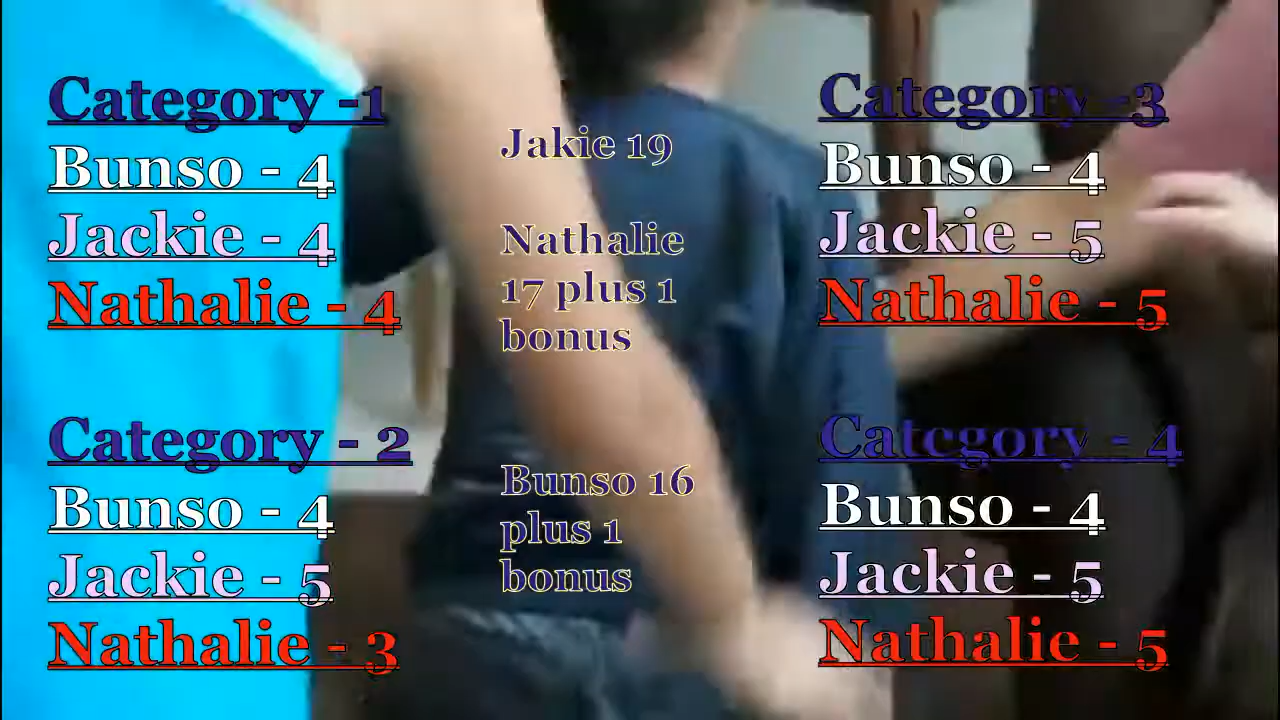 Category -1
Bunso - 4
Jackie - 4
Nathalie - 4
Category - 2
Bunso - 4
Jackie - 5
Nathalie - 3
Jakie 19
Nathalie
17 plus 1
bonus
Bunso 16
plus 1
bonus
Category -3
Bunso - 4
Jackie - 5
Nathalie - 5
Category - 4
Bunso - 4
Jackie - 5
Nathalie - 5